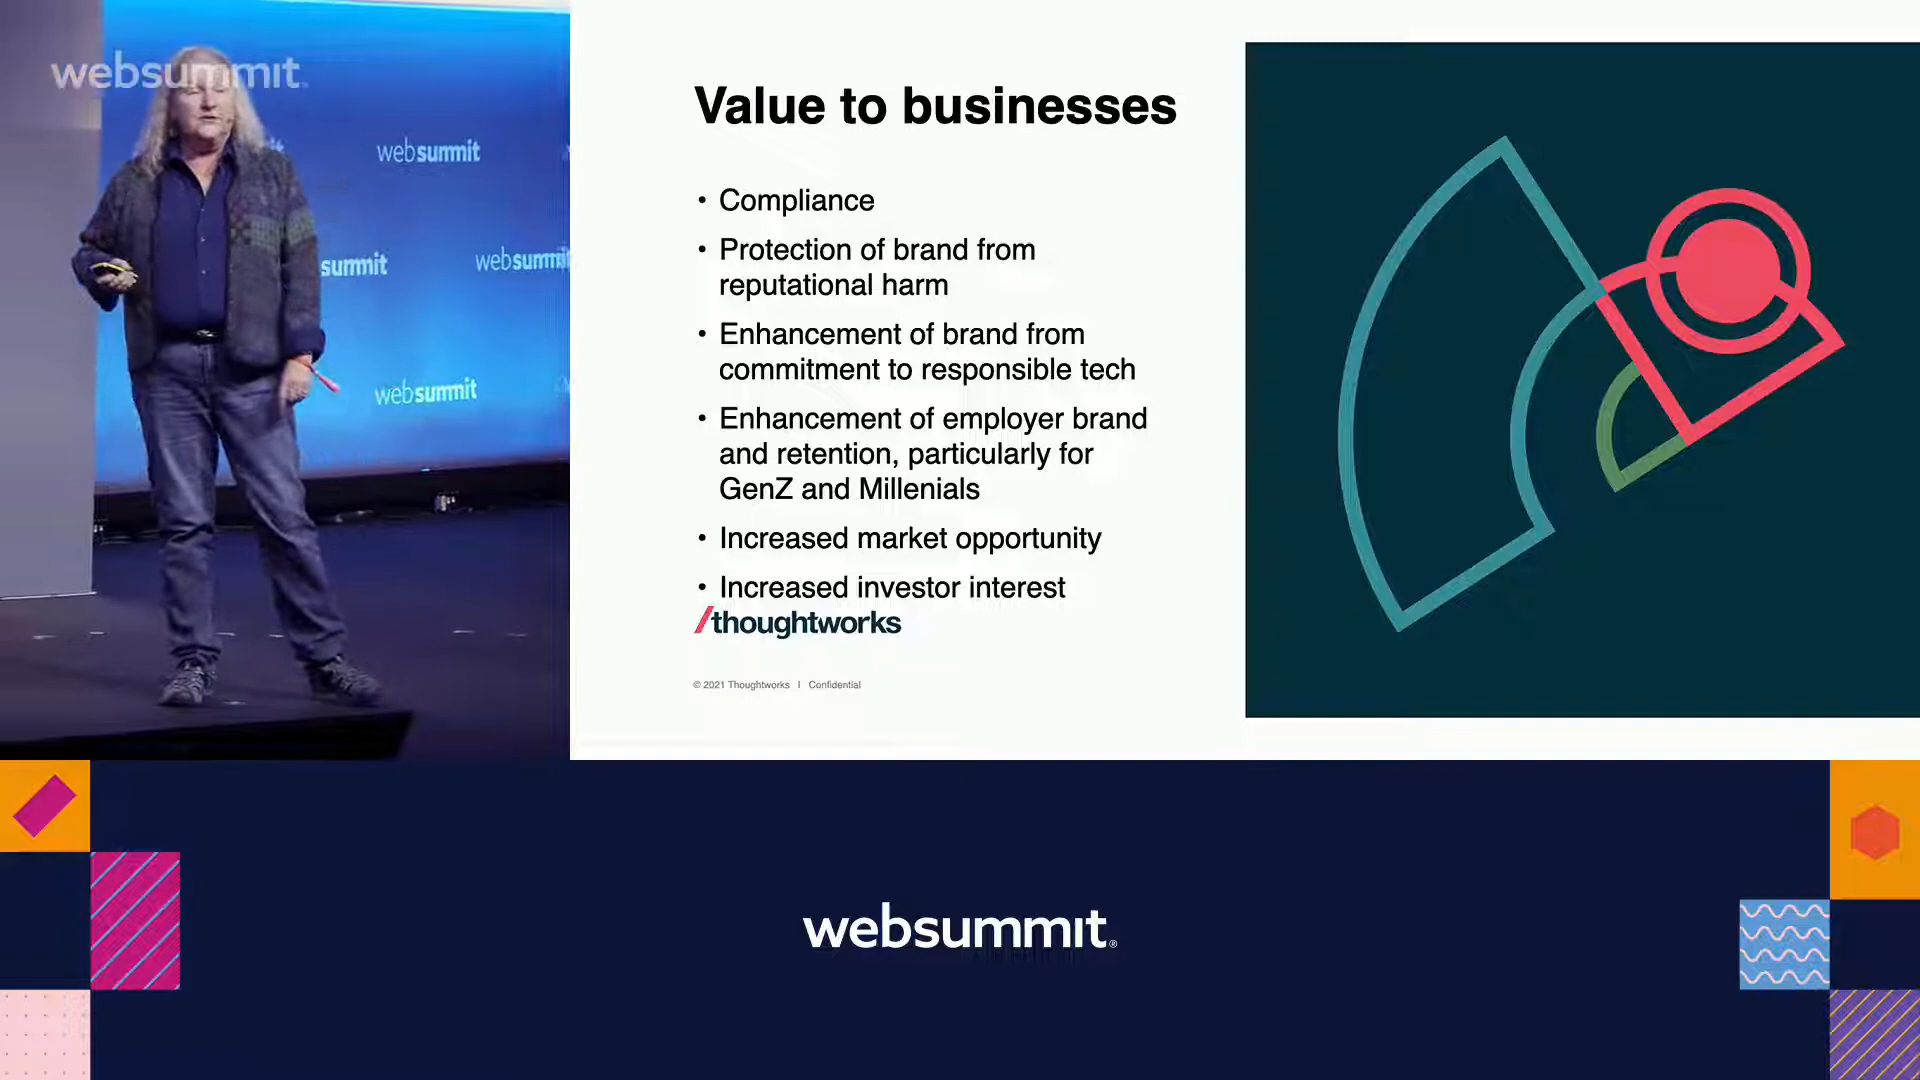 websummit
websummit
summit
websummit
websummit
Value to businesses
• Compliance
• Protection of brand from
reputational harm
• Enhancement of brand from
commitment to responsible tech
• Enhancement of employer brand
and retention, particularly for
GenZ and Millenials
• Increased market opportunity
• Increased investor interest
/thoughtworks
© 2021 Thoughtworks | Confidential
websummit®